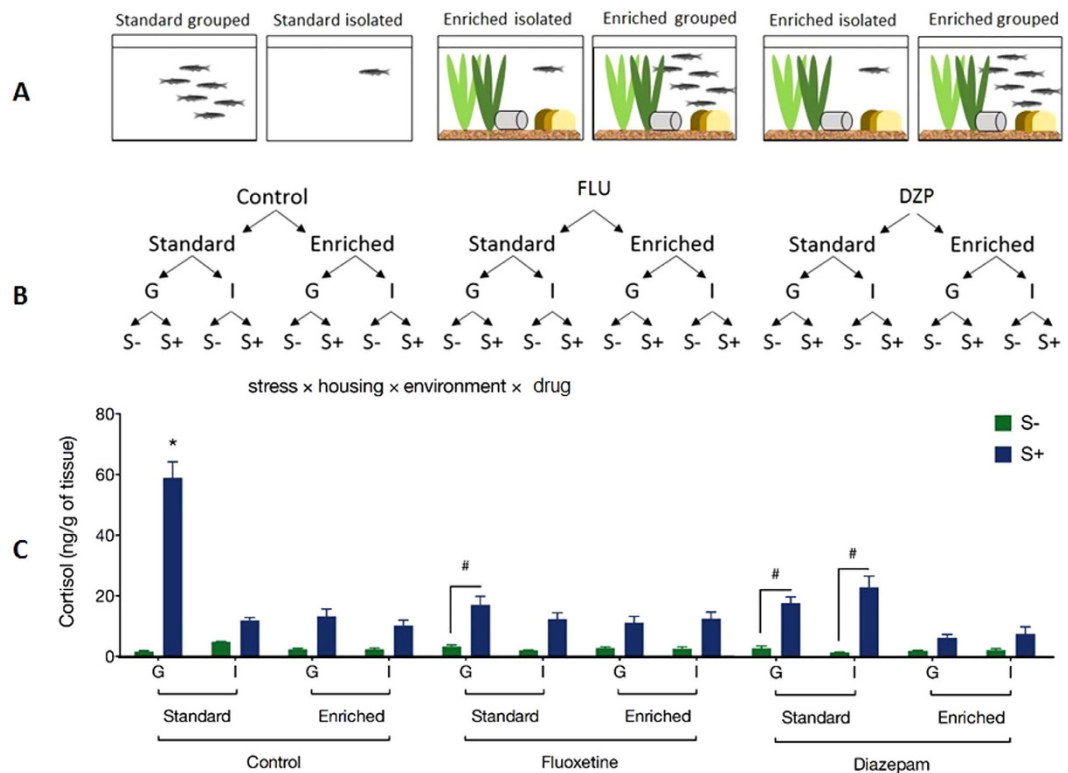 Standard grouped Standard isolated Enriched isolated Enriched grouped Enriched isolated Enriched grouped
A
Control FLU DZP
Standard Enriched Standard Enriched Standard Enriched
B
G I G I G I G I G I G I
S- S+ S- S+ S- S+ S- S+ S- S+ S- S+ S- S+ S- S+ S- S+ S- S+ S- S+ S- S+
stress × housing × environment × drug
C
Cortisol (ng/g of tissue)
80
60
40
20
0
S-
S+
* # # #
G I G I G I G I G I G I
Standard Enriched Standard Enriched Standard Enriched
Control Fluoxetine Diazepam